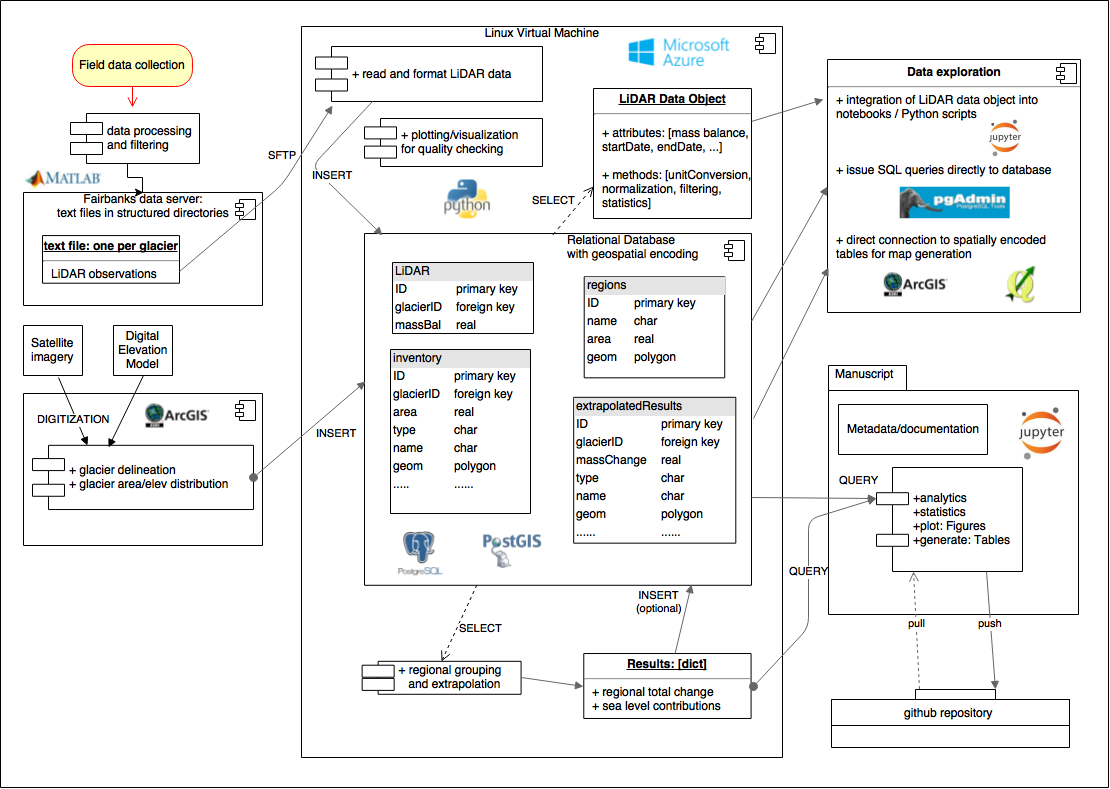 Field data collection
data processing
and filtering
MATLAB
Fairbanks data server:
text files in structured directories
text file: one per glacier
LiDAR observations
Satellite
imagery
Digital
Elevation
Model
DIGITIZATION
ArcGIS
+ glacier delineation
+ glacier area/elev distribution
SFTP
INSERT
INSERT
Linux Virtual Machine
Microsoft
Azure
+ read and format LiDAR data
+ plotting/visualization
for quality checking
python
LiDAR Data Object
+ attributes: [mass balance,
startDate, endDate, ...]
+ methods: [unitConversion,
normalization, filtering,
statistics]
SELECT
Relational Database
with geospatial encoding
LiDAR
ID primary key
glacierID foreign key
massBal real
inventory
ID primary key
glacierID foreign key
area real
type char
name char
geom polygon
..... ......
regions
ID primary key
name char
area real
geom polygon
extrapolatedResults
ID primary key
glacierID foreign key
massChange real
type char
name char
geom polygon
...... ......
PostgreSQL
PostGIS
SELECT
INSERT
(optional)
+ regional grouping
and extrapolation
Results: [dict]
+ regional total change
+ sea level contributions
Data exploration
+ integration of LiDAR data object into
notebooks / Python scripts
jupyter
+ issue SQL queries directly to database
pgAdmin
PostgreSQL Tools
+ direct connection to spatially encoded
tables for map generation
ArcGIS
Manuscript
Metadata/documentation
jupyter
QUERY
+analytics
+statistics
+plot: Figures
+generate: Tables
QUERY
pull
push
github repository